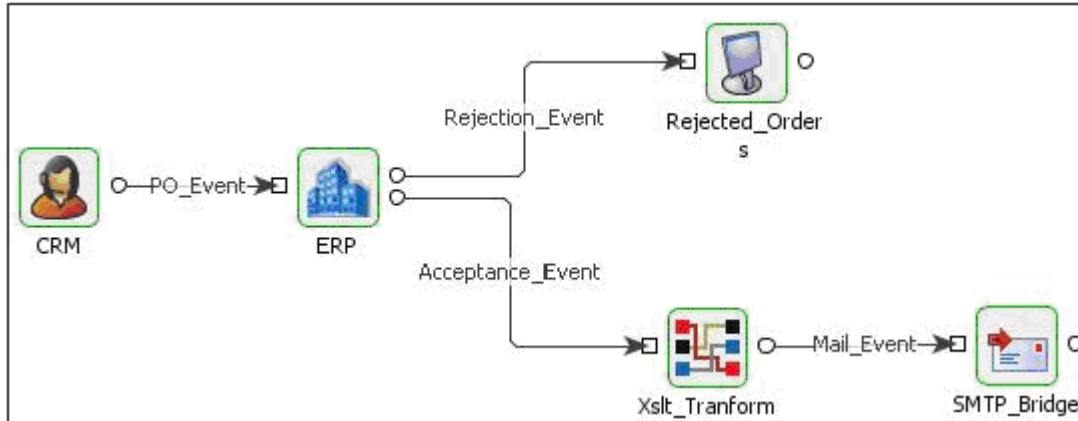 Rejection_Event
Rejected_Order
s
PO_Event
CRM
ERP
Acceptance_Event
Mail_Event
Xslt_Tranform
SMTP_Bridge